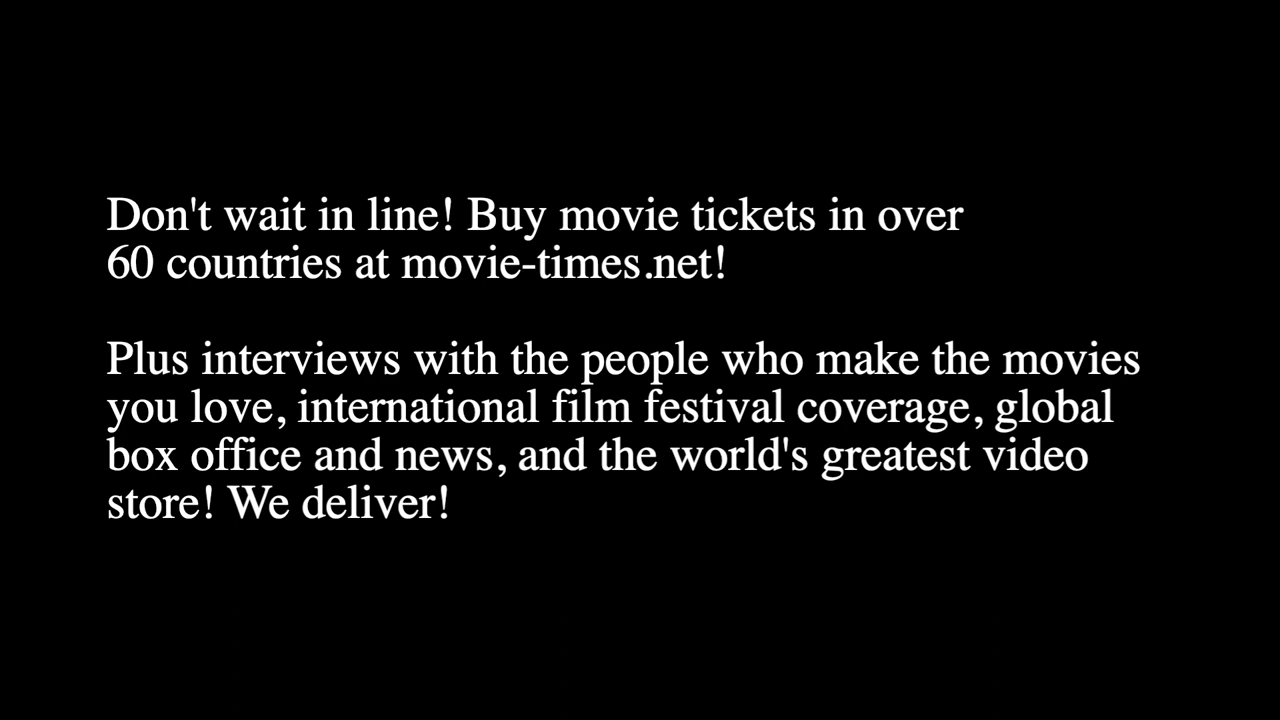 Don't wait in line! Buy movie tickets in over
60 countries at movie-times.net!
Plus interviews with the people who make the movies
you love, international film festival coverage, global
box office and news, and the world's greatest video
store! We deliver!